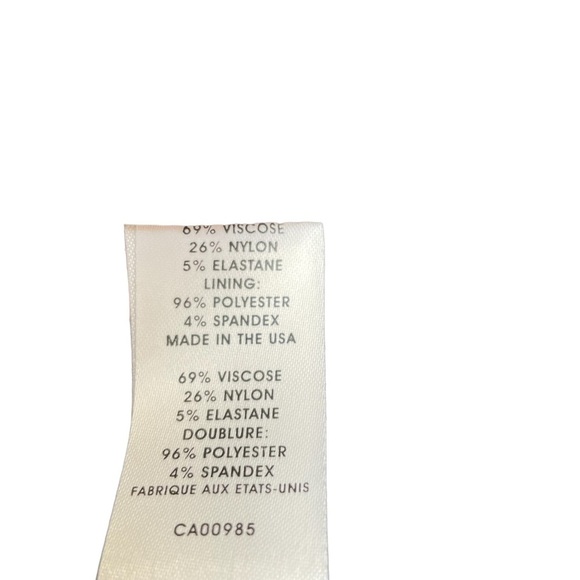 69% VISCOSE
26% NYLON
5% ELASTANE
LINING:
96% POLYESTER
4% SPANDEX
MADE IN THE USA
69% VISCOSE
26% NYLON
5% ELASTANE
DOUBLURE:
96% POLYESTER
4% SPANDEX
FABRIQUE AUX ETATS-UNIS
CA00985